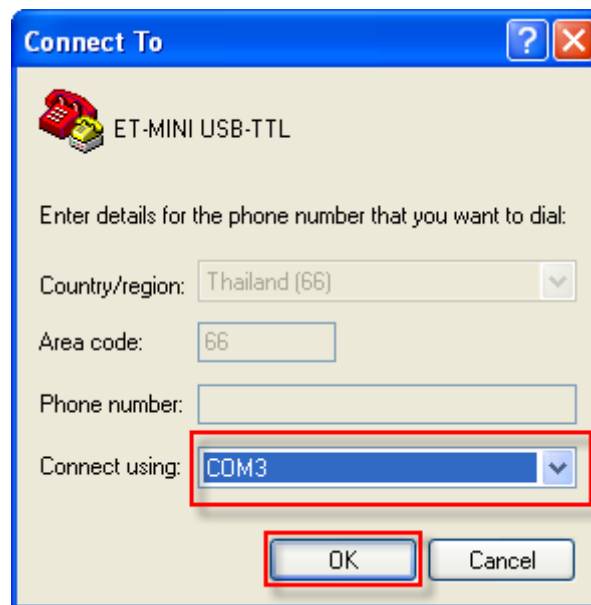 Connect To
ET-MINI USB-TTL
Enter details for the phone number that you want to dial:
Country/region: Thailand (66)
Area code: 66
Phone number:
Connect using: COM3
OK Cancel